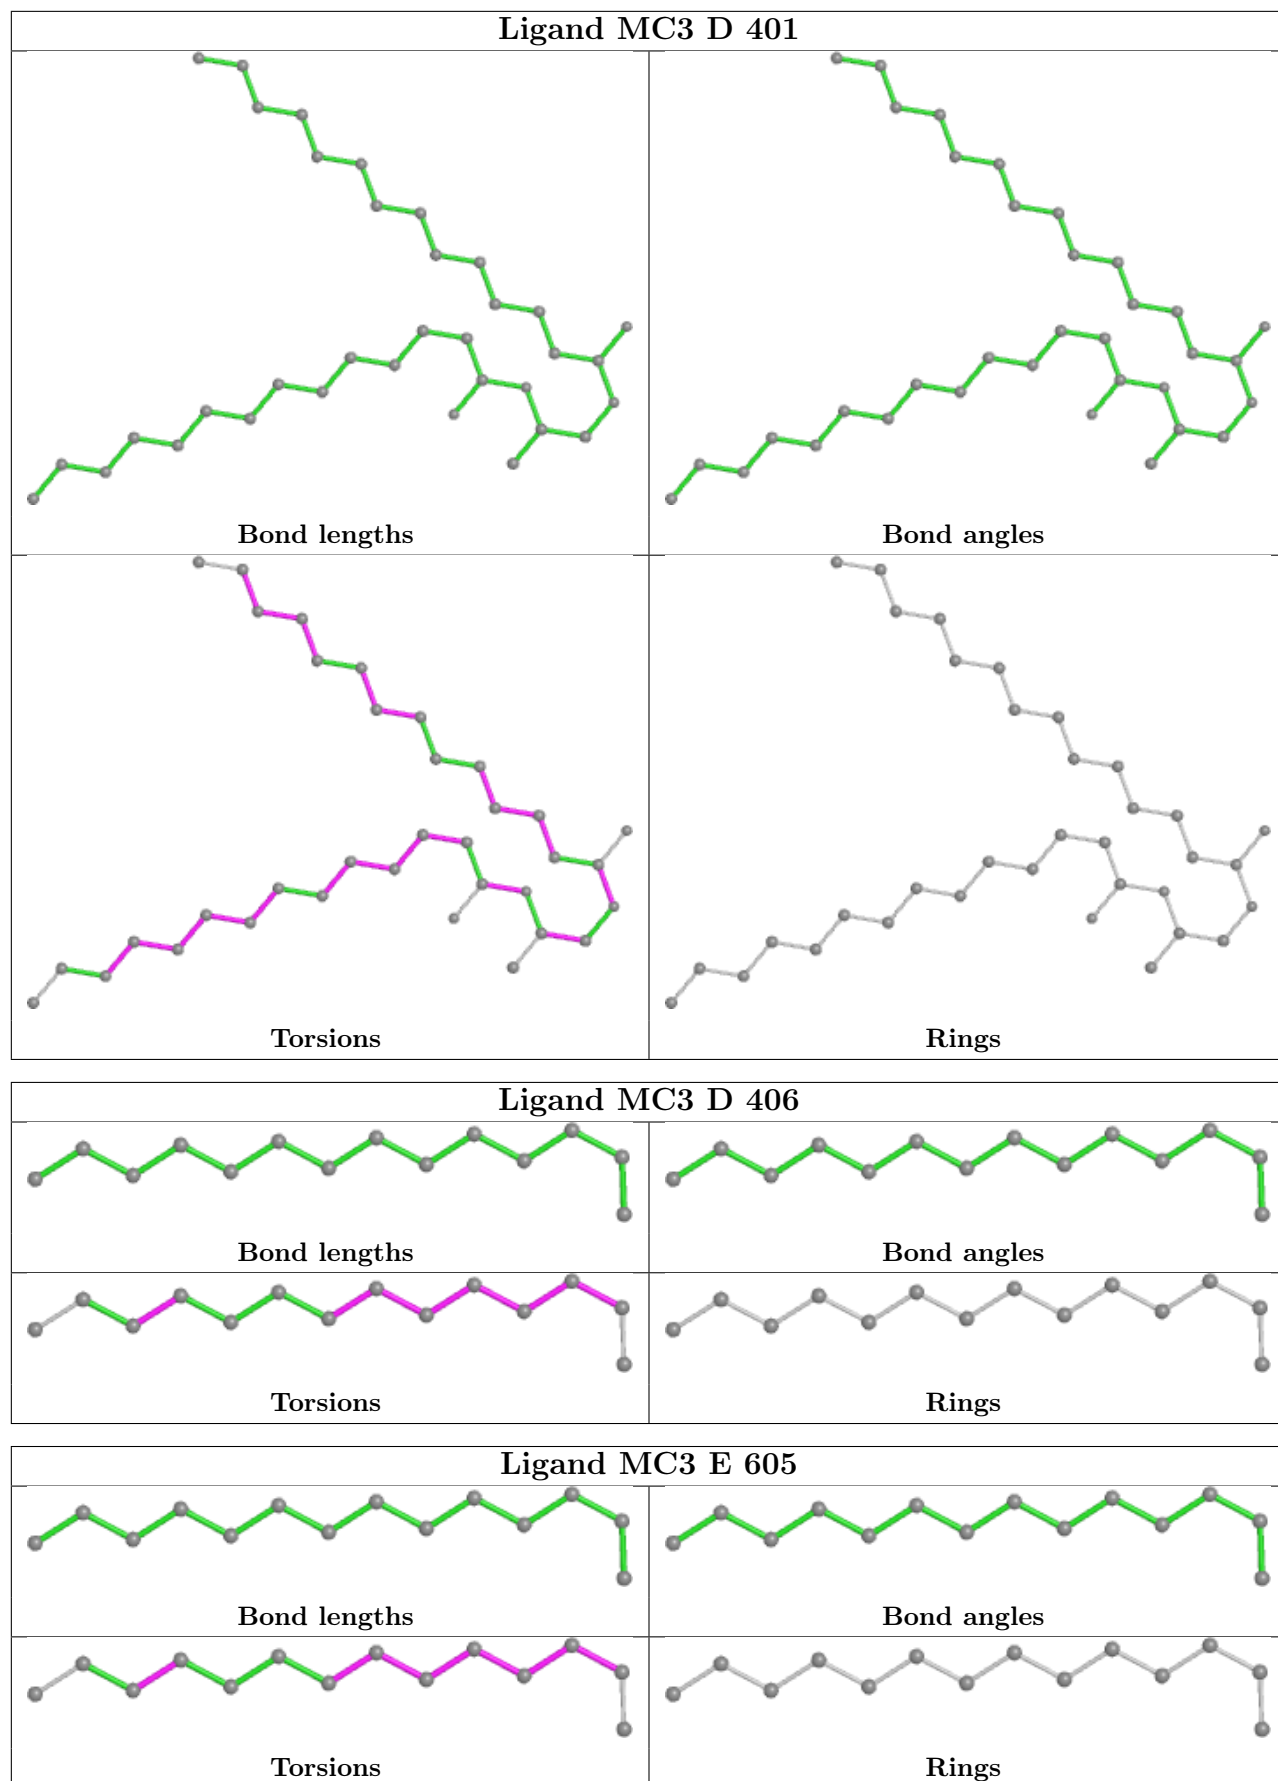 Ligand MC3 D 401
Bond lengths
Bond angles
Torsions
Rings
Ligand MC3 D 406
Bond lengths
Bond angles
Torsions
Rings
Ligand MC3 E 605
Bond lengths
Bond angles
Torsions
Rings